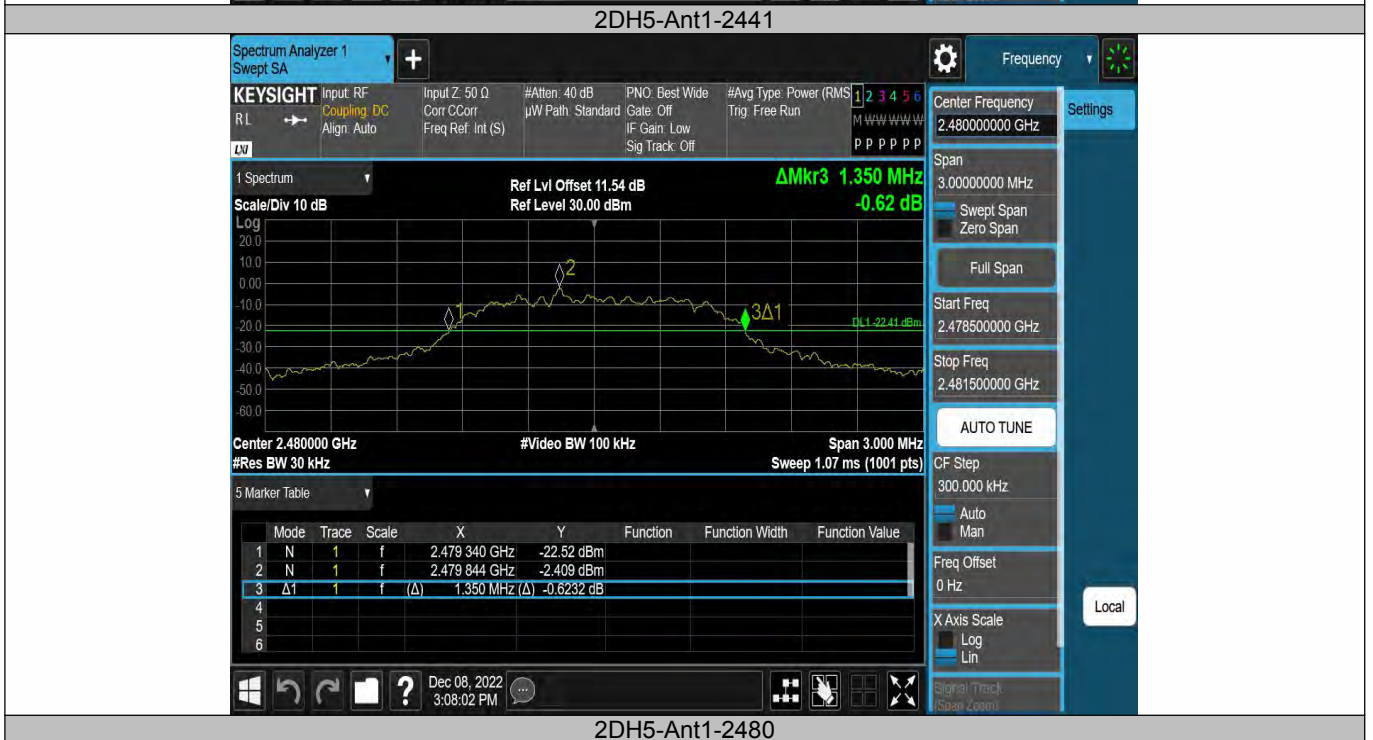 2DH5-Ant1-2441
Spectrum Analyzer 1
Swept SA
+
Frequency
KEYSIGHT
RL
LXI
Input: RF
Coupling: DC
Align: Auto
Input Z: 50 Ω
Corr CCorr
Freq Ref: Int (S)
#Atten: 40 dB
µW Path: Standard
PNO: Best Wide
Gate: Off
IF Gain: Low
Sig Track: Off
#Avg Type: Power (RMS
Trig: Free Run
1 2 3 4 5 6
M W W W W W
P P P P P P
1 Spectrum
Scale/Div 10 dB
Ref Lvl Offset 11.54 dB
Ref Level 30.00 dBm
ΔMkr3 1.350 MHz
-0.62 dB
Log
20.0
10.0
0.00
-10.0
-20.0
-30.0
-40.0
-50.0
-60.0
1
2
3Δ1
DL1 -22.41 dBm
Center 2.480000 GHz
#Video BW 100 kHz
Span 3.000 MHz
#Res BW 30 kHz
Sweep 1.07 ms (1001 pts)
5 Marker Table
Mode Trace Scale X Y Function Function Width Function Value
1 N 1 f 2.479 340 GHz -22.52 dBm
2 N 1 f 2.479 844 GHz -2.409 dBm
3 Δ1 1 f (Δ) 1.350 MHz (Δ) -0.6232 dB
4
5
6
?
Dec 08, 2022
3:08:02 PM
Center Frequency
2.480000000 GHz
Settings
Span
3.00000000 MHz
Swept Span
Zero Span
Full Span
Start Freq
2.478500000 GHz
Stop Freq
2.481500000 GHz
AUTO TUNE
CF Step
300.000 kHz
Auto
Man
Freq Offset
0 Hz
Local
X Axis Scale
Log
Lin
Signal Track
(Span Zoom)
2DH5-Ant1-2480